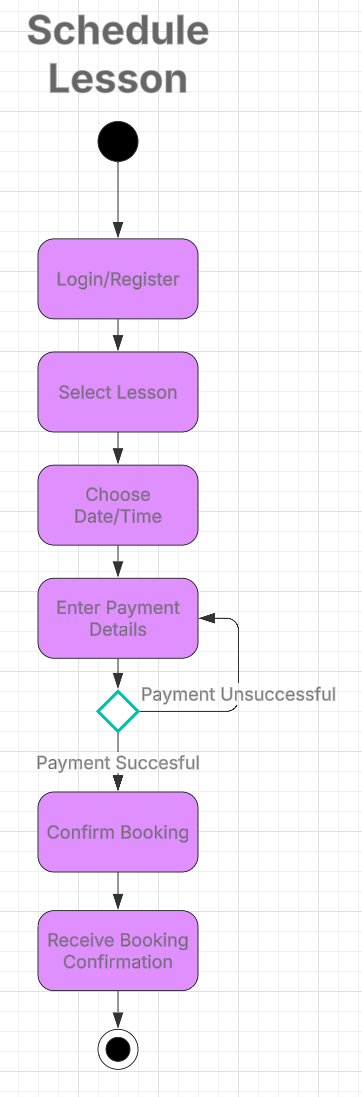 Schedule
Lesson
Login/Register
Select Lesson
Choose
Date/Time
Enter Payment
Details
Payment Unsuccessful
Payment Succesful
Confirm Booking
Receive Booking
Confirmation